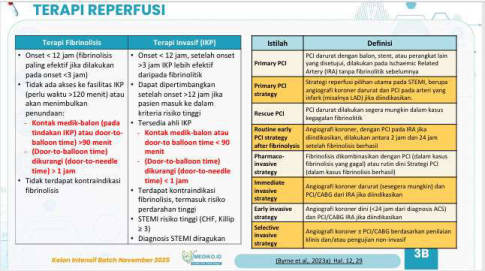 TERAPI REPERFUSI
Terapi Fibrinolisis
• Onset < 12 jam (fibrinolisis
paling efektif jika dilakukan
pada onset <3 jam)
• Tidak ada akses ke fasilitas IKP
(perlu waktu >120 menit) atau
akan menimbulkan
penundaan:
- Kontak medik-balon (pada
tindakan IKP) atau door-to-
balloon time) >90 menit
- (Door-to-balloon time)
dikurangi (door-to-needle
time) > 1 jam
• Tidak terdapat kontraindikasi
fibrinolisis
Terapi Invasif (IKP)
• Onset < 12 jam, setelah onset
>3 jam IKP lebih efektif
daripada fibrinolitik
• Dapat dipertimbangkan
setelah onset >12 jam jika
pasien masuk ke dalam
kriteria risiko tinggi
• Tersedia ahli IKP
- Kontak medik-balon atau
door-to balloon time < 90
menit
- (Door-to-balloon time)
dikurangi (door-to-needle
time) < 1 jam
• Terdapat kontraindikasi
fibrinolisis, termasuk risiko
perdarahan tinggi
• STEMI risiko tinggi (CHF, Killip
≥ 3)
• Diagnosis STEMI diragukan
Istilah Definisi
Primary PCI
PCI darurat dengan balon, stent, atau perangkat lain
yang disetujui, dilakukan pada Ischaemic Related
Artery (IRA) tanpa fibrinolitik sebelumnya
Primary PCI
strategy
Strategi reperfusi pilihan utama pada STEMI, berupa
angiografi koroner darurat dan PCI pada arteri yang
infark (misalnya LAD) jika diindikasikan.
Rescue PCI
PCI darurat dilakukan segera mungkin dalam kasus
kegagalan fibrinolitik
Routine early
PCI strategy
after fibrinolysis
Angiografi koroner, dengan PCI pada IRA jika
diindikasikan, dilakukan antara 2 jam dan 24 jam
setelah fibrinolisis berhasil
Pharmaco-
invasive
strategy
Fibrinolisis dikombinasikan dengan PCI (dalam kasus
fibrinolisis yang gagal) atau rutin dini Strategi PCI
(dalam kasus fibrinolisis berhasil)
Immediate
invasive
strategy
Angiografi koroner darurat (sesegera mungkin) dan
PCI/CABG dari IRA jika diindikasikan
Early invasive
strategy
Angiografi koroner dini (<24 jam dari diagnosis ACS)
dan PCI/CABG IRA jika diindikasikan
Selective
invasive
strategy
Angiografi koroner ± PCI/CABG berdasarkan penilaian
klinis dan/atau pengujian non-invasif
Kelan Intensif Batch November 2025
MEDIKO.ID
(Byrne et al., 2023a) Hal. 12, 29
3B